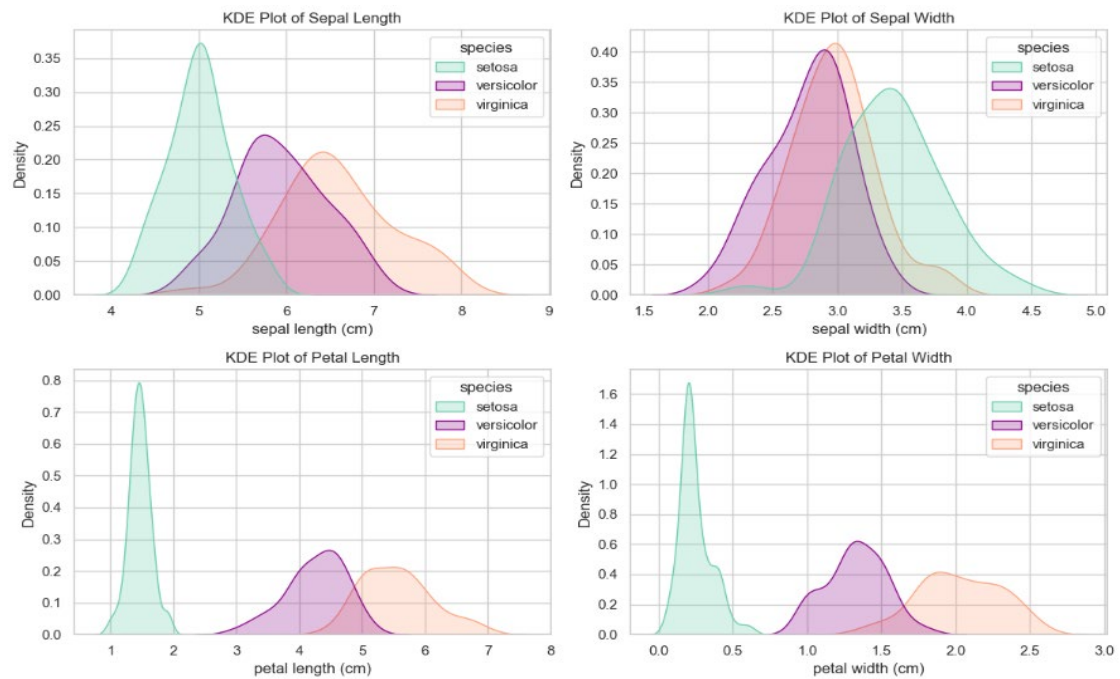 KDE Plot of Sepal Length
species
setosa
versicolor
virginica
Density
0.35
0.30
0.25
0.20
0.15
0.10
0.05
0.00
4 5 6 7 8 9
sepal length (cm)
KDE Plot of Sepal Width
species
setosa
versicolor
virginica
Density
0.40
0.35
0.30
0.25
0.20
0.15
0.10
0.05
0.00
1.5 2.0 2.5 3.0 3.5 4.0 4.5 5.0
sepal width (cm)
KDE Plot of Petal Length
species
setosa
versicolor
virginica
Density
0.8
0.7
0.6
0.5
0.4
0.3
0.2
0.1
0.0
1 2 3 4 5 6 7 8
petal length (cm)
KDE Plot of Petal Width
species
setosa
versicolor
virginica
Density
1.6
1.4
1.2
1.0
0.8
0.6
0.4
0.2
0.0
0.0 0.5 1.0 1.5 2.0 2.5 3.0
petal width (cm)